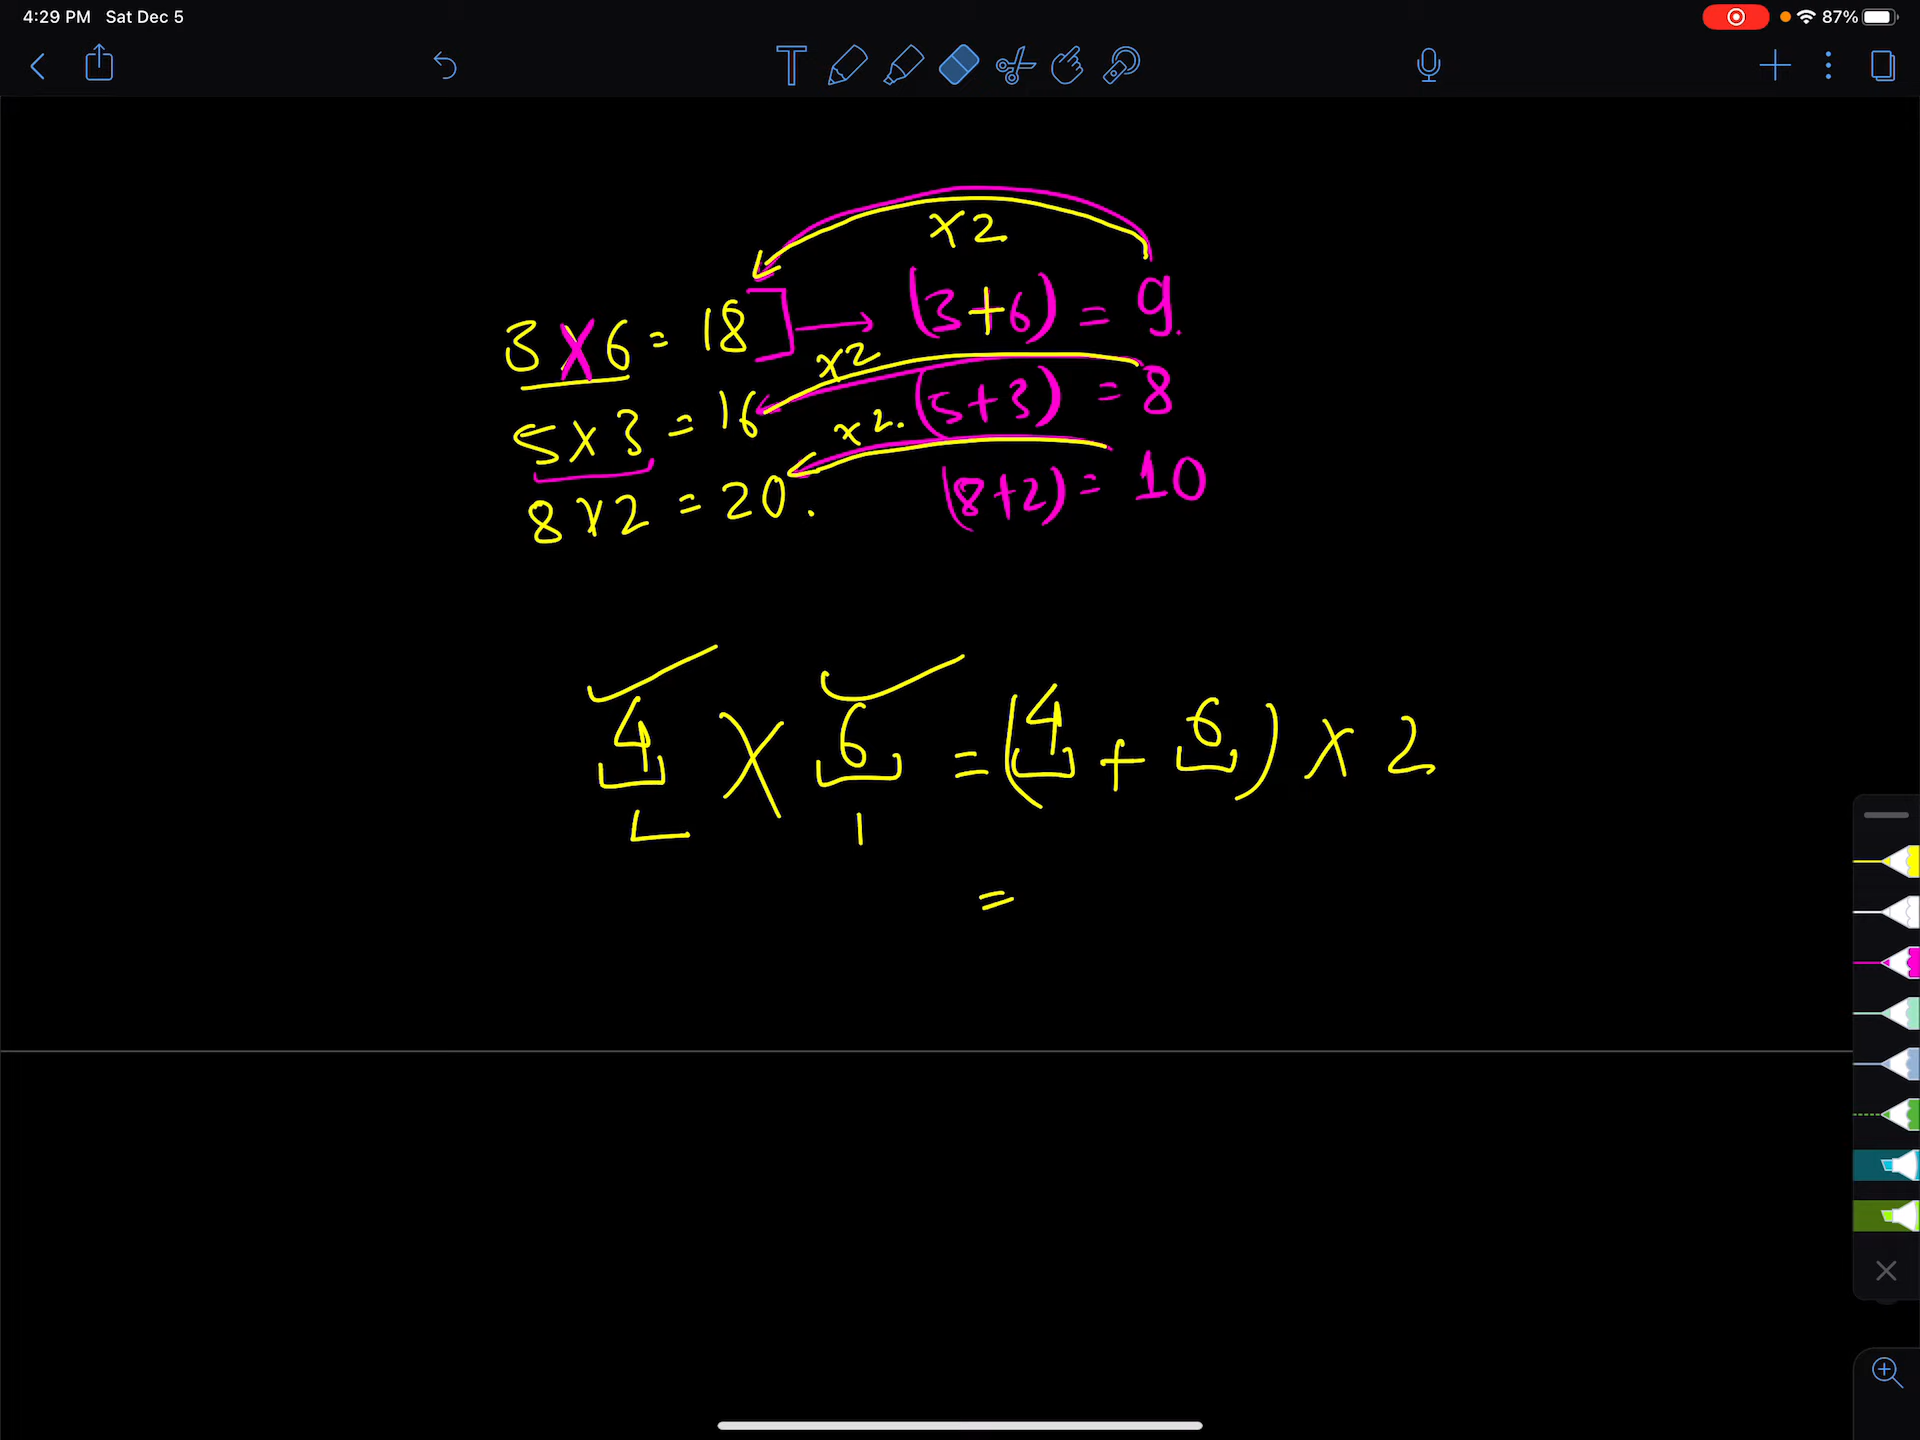 4:29 PM Sat Dec 5 87%
x2
3 X 6 = 18 ] → (3+6) = 9.
x2
5 x 3 = 16 (5+3) = 8
x2.
8 x 2 = 20. (8+2) = 10
4 X 6 = (4 + 6) x 2
L I
=